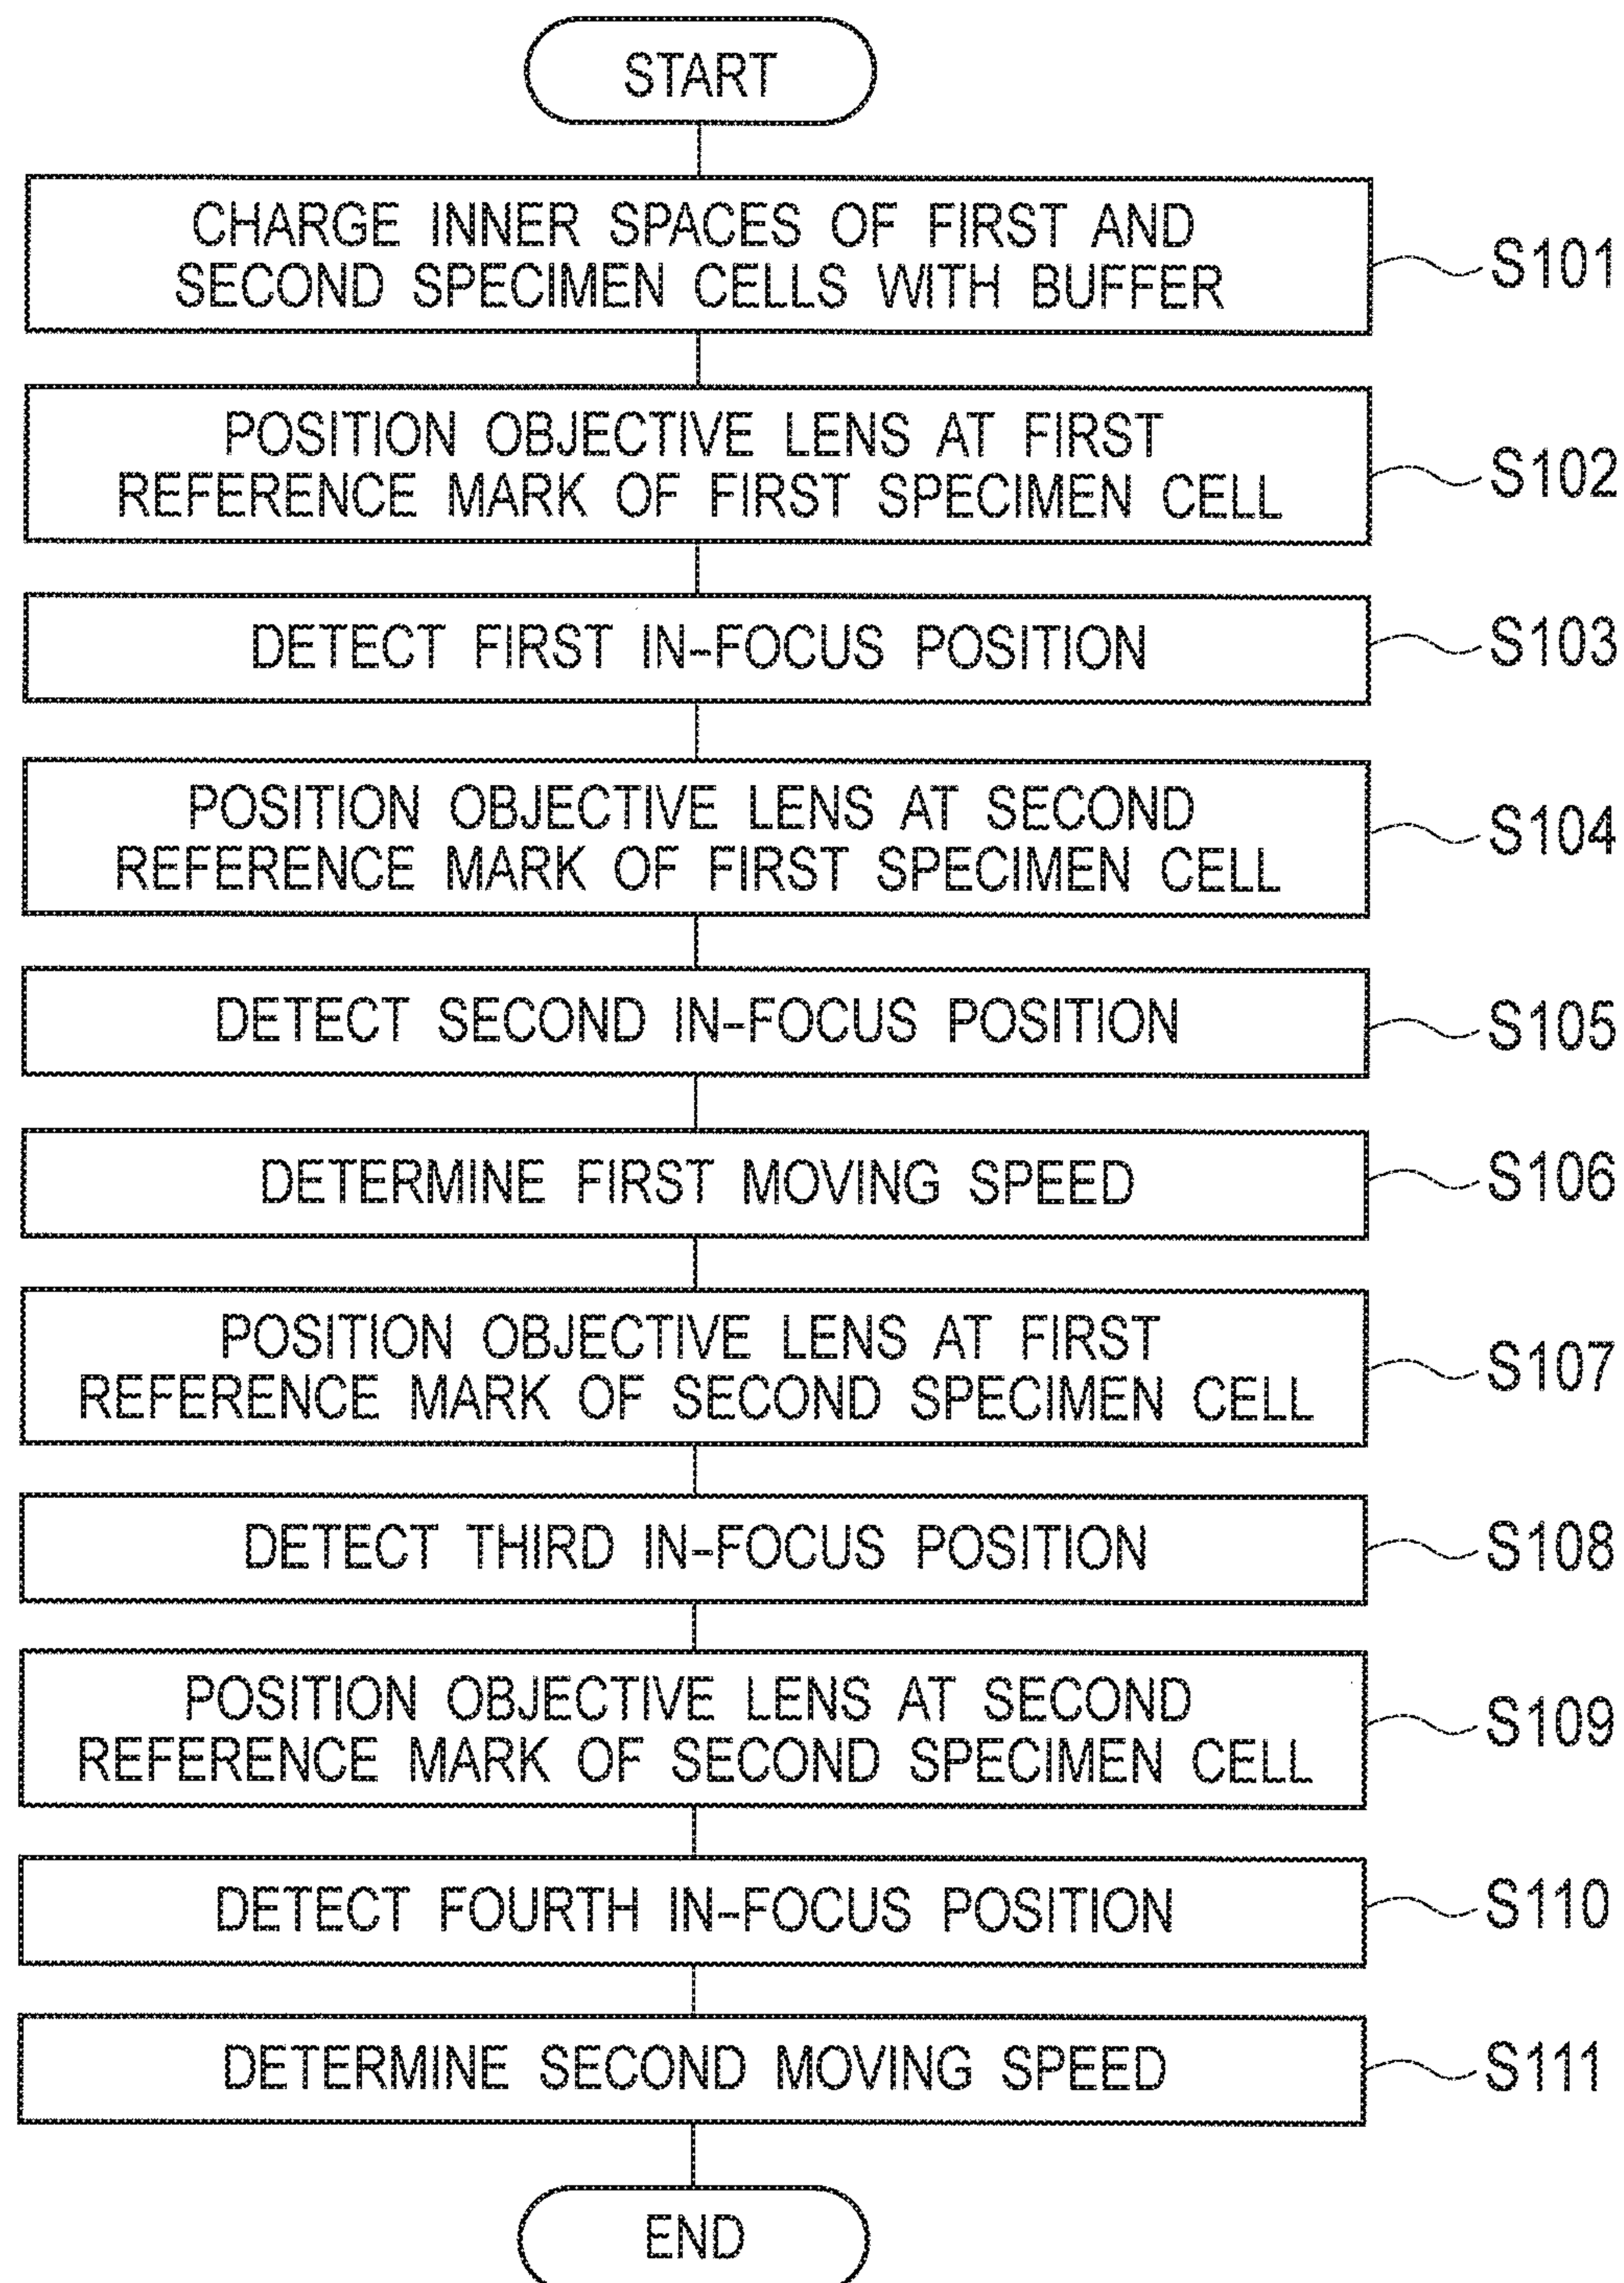 START
CHARGE INNER SPACES OF FIRST AND
SECOND SPECIMEN CELLS WITH BUFFER
S101
POSITION OBJECTIVE LENS AT FIRST
REFERENCE MARK OF FIRST SPECIMEN CELL
S102
DETECT FIRST IN-FOCUS POSITION
S103
POSITION OBJECTIVE LENS AT SECOND
REFERENCE MARK OF FIRST SPECIMEN CELL
S104
DETECT SECOND IN-FOCUS POSITION
S105
DETERMINE FIRST MOVING SPEED
S106
POSITION OBJECTIVE LENS AT FIRST
REFERENCE MARK OF SECOND SPECIMEN CELL
S107
DETECT THIRD IN-FOCUS POSITION
S108
POSITION OBJECTIVE LENS AT SECOND
REFERENCE MARK OF SECOND SPECIMEN CELL
S109
DETECT FOURTH IN-FOCUS POSITION
S110
DETERMINE SECOND MOVING SPEED
S111
END